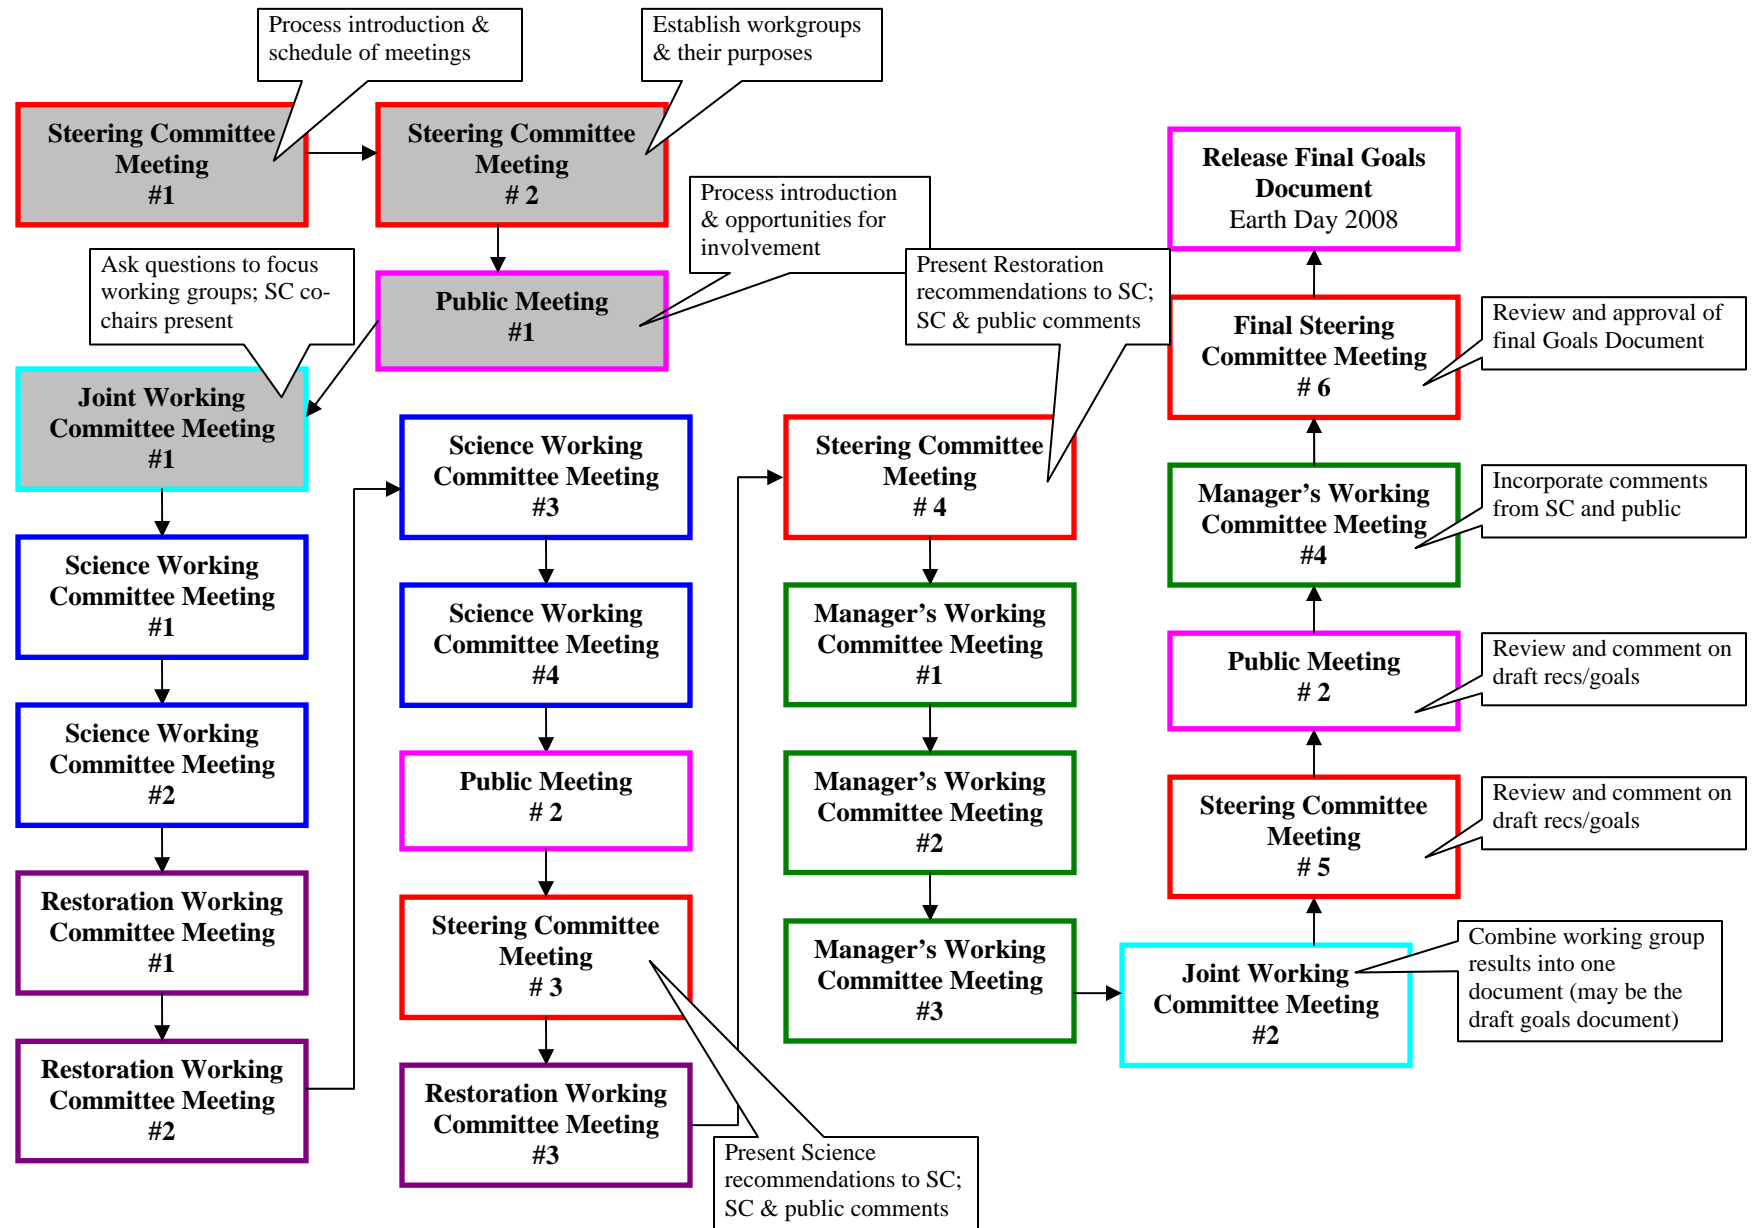 Process introduction &
schedule of meetings
Establish workgroups
& their purposes
Steering Committee
Meeting
#1
Steering Committee
Meeting
# 2
Process introduction
& opportunities for
involvement
Public Meeting
#1
Ask questions to focus
working groups; SC co-
chairs present
Joint Working
Committee Meeting
#1
Science Working
Committee Meeting
#1
Science Working
Committee Meeting
#2
Restoration Working
Committee Meeting
#1
Restoration Working
Committee Meeting
#2
Science Working
Committee Meeting
#3
Science Working
Committee Meeting
#4
Public Meeting
# 2
Steering Committee
Meeting
# 3
Present Science
recommendations to SC;
SC & public comments
Restoration Working
Committee Meeting
#3
Present Restoration
recommendations to SC;
SC & public comments
Steering Committee
Meeting
# 4
Manager’s Working
Committee Meeting
#1
Manager’s Working
Committee Meeting
#2
Manager’s Working
Committee Meeting
#3
Joint Working
Committee Meeting
#2
Combine working group
results into one
document (may be the
draft goals document)
Steering Committee
Meeting
# 5
Review and comment on
draft recs/goals
Public Meeting
# 2
Review and comment on
draft recs/goals
Manager’s Working
Committee Meeting
#4
Incorporate comments
from SC and public
Final Steering
Committee Meeting
# 6
Review and approval of
final Goals Document
Release Final Goals
Document
Earth Day 2008